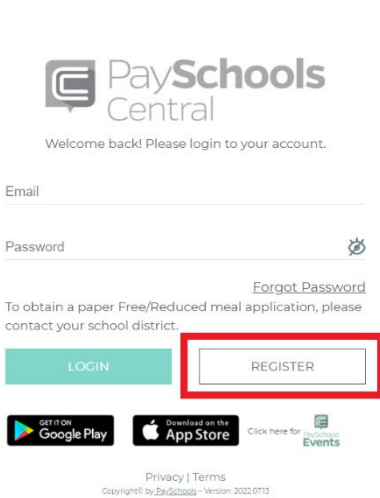 PaySchools
Central
Welcome back! Please login to your account.
Email
Password
Forgot Password
To obtain a paper Free/Reduced meal application, please
contact your school district.
LOGIN
REGISTER
GET IT ON
Google Play
Download on the
App Store
Click here for
PaySchools
Events
Privacy | Terms
Copyright© by PaySchools – Version: 2022.07.13